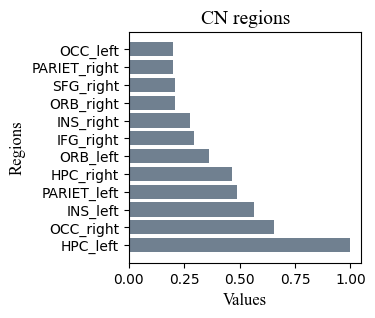 CN regions
OCC_left
PARIET_right
SFG_right
ORB_right
INS_right
IFG_right
ORB_left
HPC_right
PARIET_left
INS_left
OCC_right
HPC_left
Regions
0.00 0.25 0.50 0.75 1.00
Values